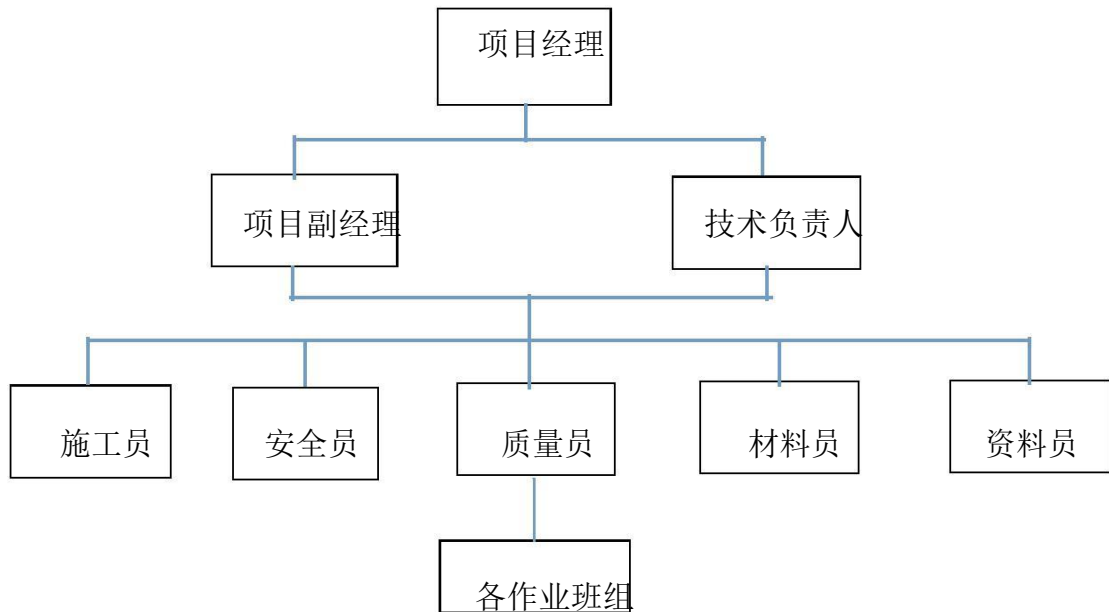 项目经理
项目副经理
技术负责人
施工员
安全员
质量员
材料员
资料员
各作业班组